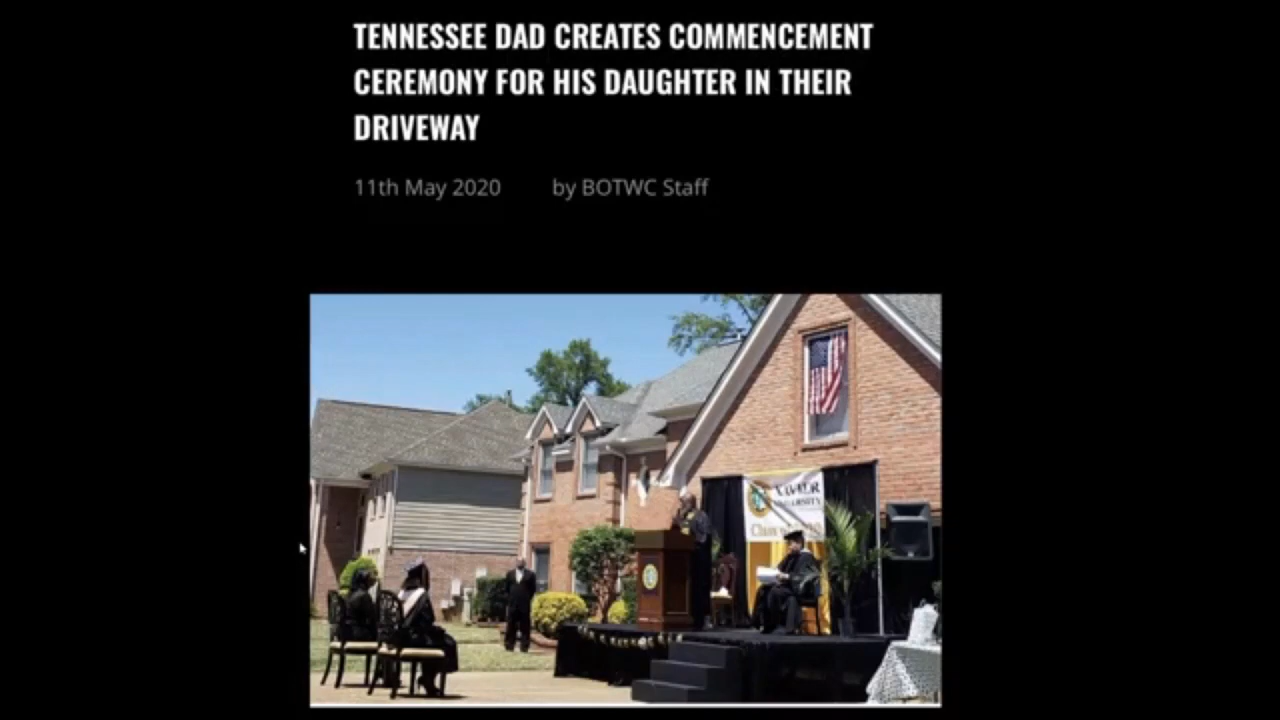 TENNESSEE DAD CREATES COMMENCEMENT
CEREMONY FOR HIS DAUGHTER IN THEIR
DRIVEWAY
11th May 2020 by BOTWC Staff